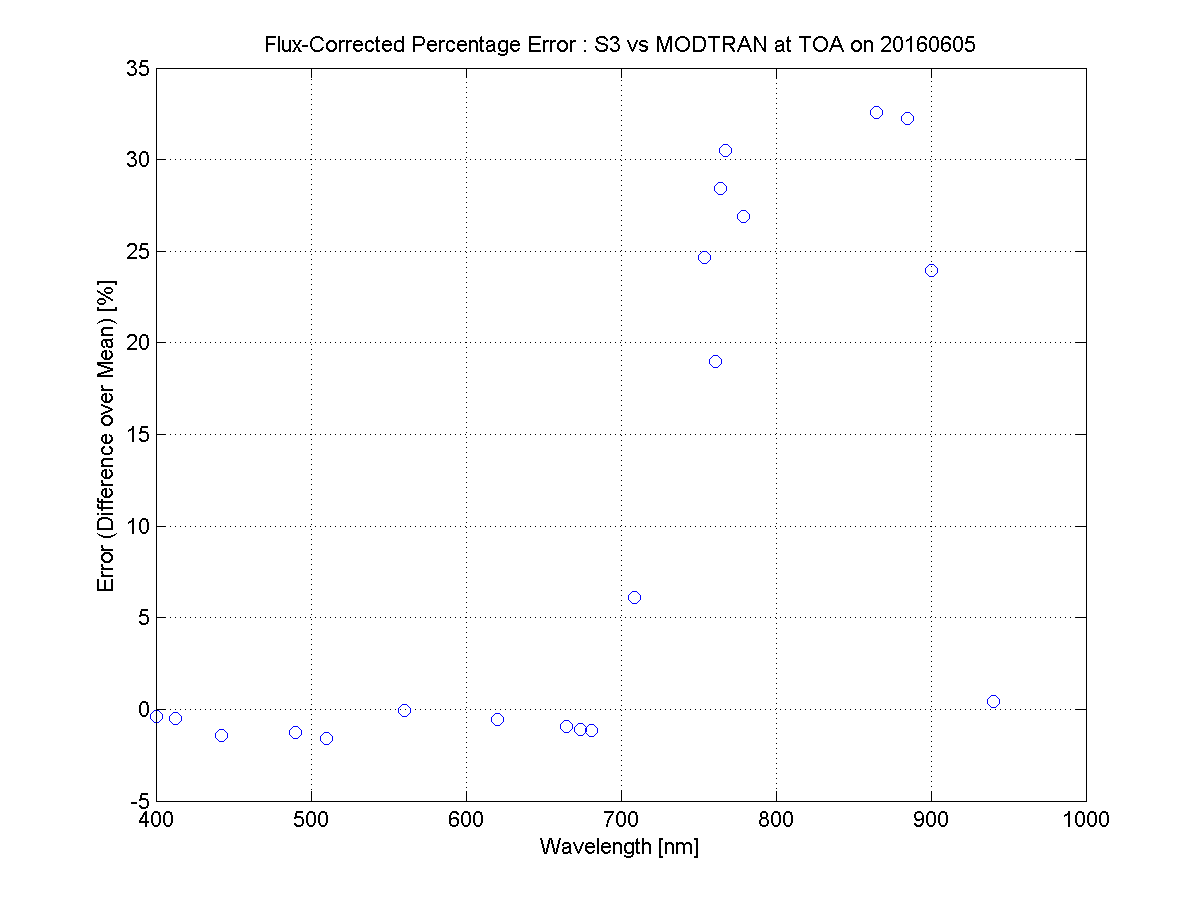 Flux-Corrected Percentage Error : S3 vs MODTRAN at TOA on 20160605
35
30
25
20
15
10
5
0
-5
Error (Difference over Mean) [%]
400 500 600 700 800 900 1000
Wavelength [nm]